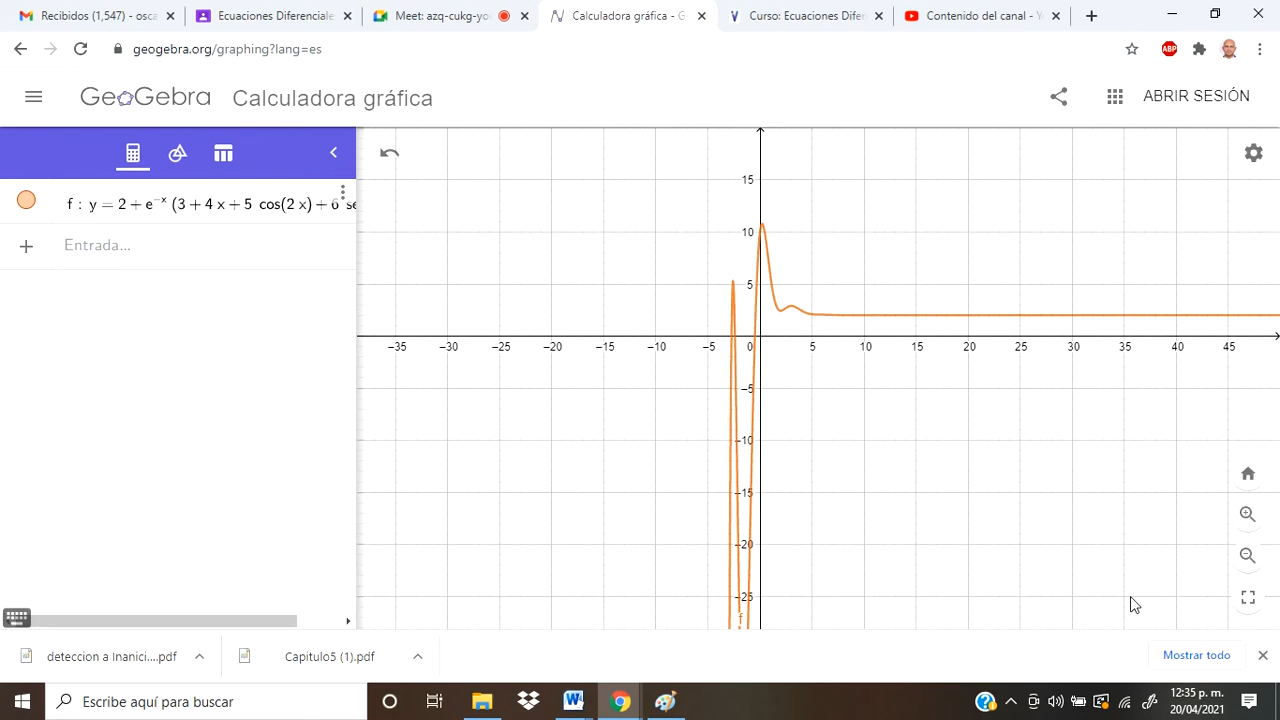 Recibidos (1,547) - osca
Ecuaciones Diferenciale
Meet: azq-cukg-yo
Calculadora gráfica - G
Curso: Ecuaciones Difer
Contenido del canal - Y
geogebra.org/graphing?lang=es
ABP
GeoGebra Calculadora gráfica
ABRIR SESIÓN
f : y = 2 + e⁻ˣ (3 + 4 x + 5 cos(2 x) + 6 se
Entrada...
15
10
5
-35 -30 -25 -20 -15 -10 -5 0 5 10 15 20 25 30 35 40 45
-5
-10
-15
-20
-25
f
deteccion a Inanici....pdf
Capitulo5 (1).pdf
Mostrar todo
Escribe aquí para buscar
12:35 p. m.
20/04/2021